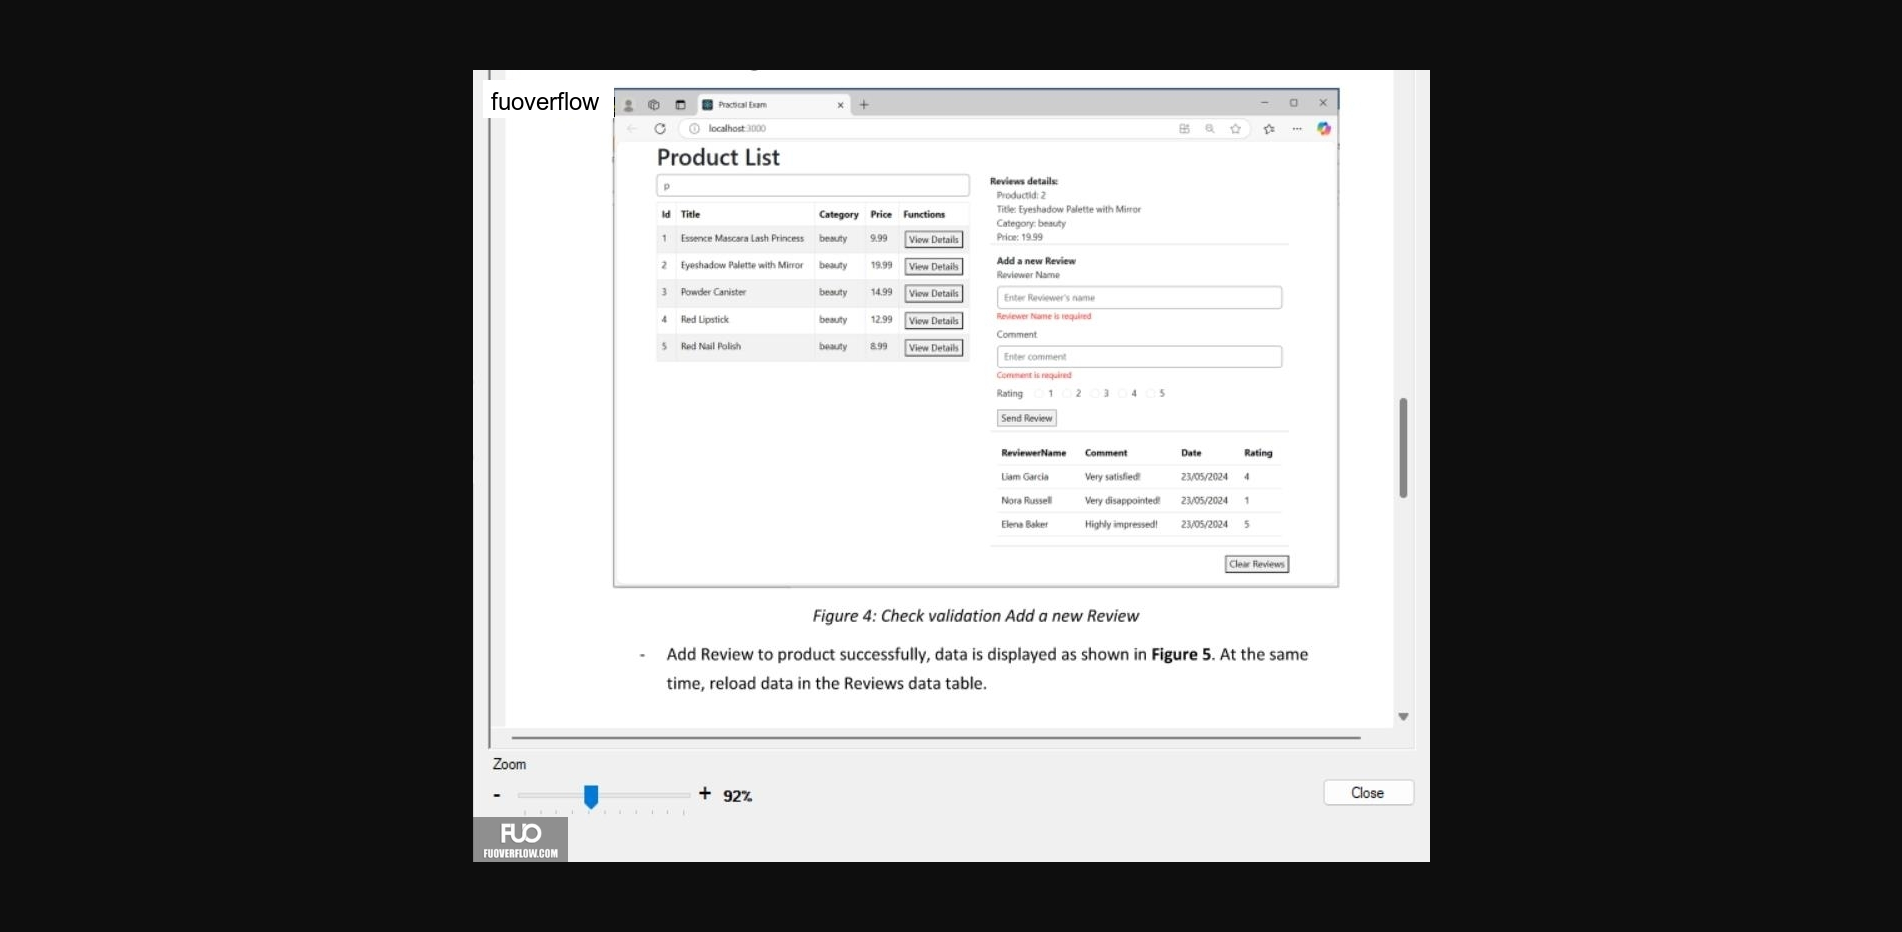 fuoverflow
Practical Exam
localhost:3000
Product List
p
Id Title Category Price Functions
1 Essence Mascara Lash Princess beauty 9.99 View Details
2 Eyeshadow Palette with Mirror beauty 19.99 View Details
3 Powder Canister beauty 14.99 View Details
4 Red Lipstick beauty 12.99 View Details
5 Red Nail Polish beauty 8.99 View Details
Reviews details:
ProductId: 2
Title: Eyeshadow Palette with Mirror
Category: beauty
Price: 19.99
Add a new Review
Reviewer Name
Enter Reviewer's name
Reviewer Name is required
Comment
Enter comment
Comment is required
Rating 1 2 3 4 5
Send Review
ReviewerName Comment Date Rating
Liam Garcia Very satisfied! 23/05/2024 4
Nora Russell Very disappointed! 23/05/2024 1
Elena Baker Highly impressed! 23/05/2024 5
Clear Reviews
Figure 4: Check validation Add a new Review
- Add Review to product successfully, data is displayed as shown in Figure 5. At the same
time, reload data in the Reviews data table.
Zoom
- + 92%
Close
FUO
FUOVERFLOW.COM